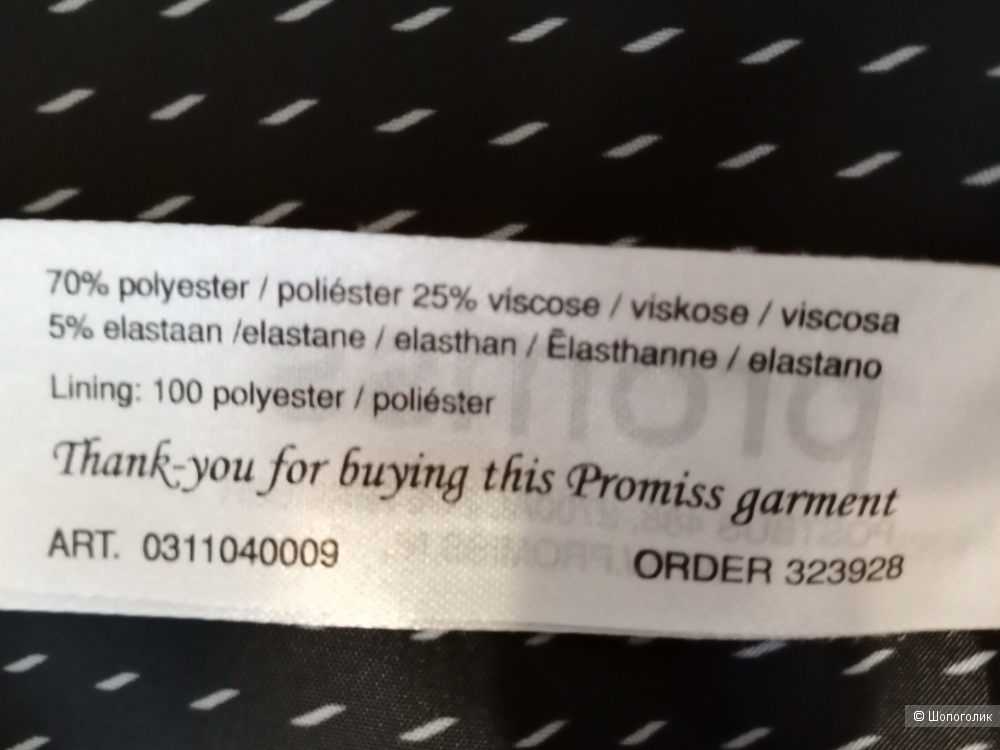 70% polyester / poliéster 25% viscose / viskose / viscosa
5% elastaan /elastane / elasthan / Ēlasthanne / elastano
Lining: 100 polyester / poliéster
Thank-you for buying this Promiss garment
ART. 0311040009 ORDER 323928
© Шопоголик